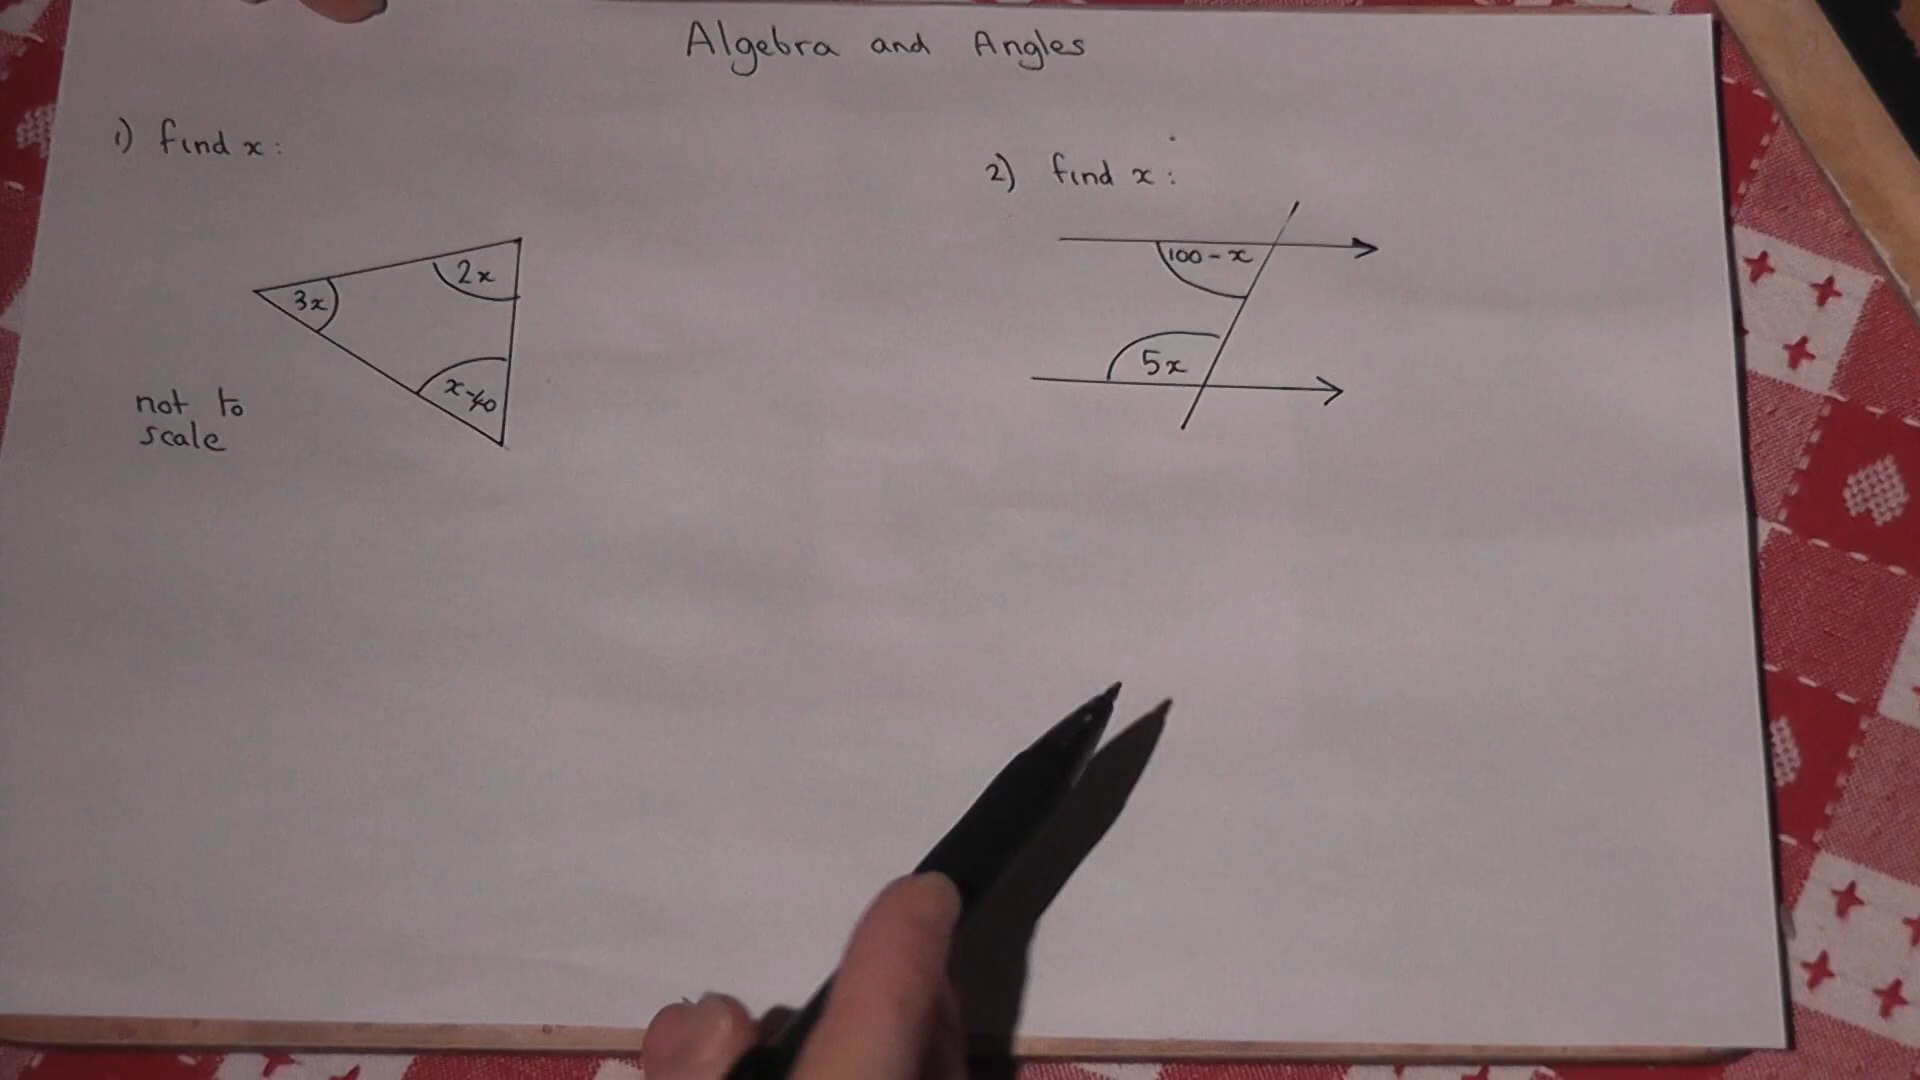 Algebra and Angles
1) find x:
2x
3x
x-40
not to
scale
2) find x:
100-x
5x